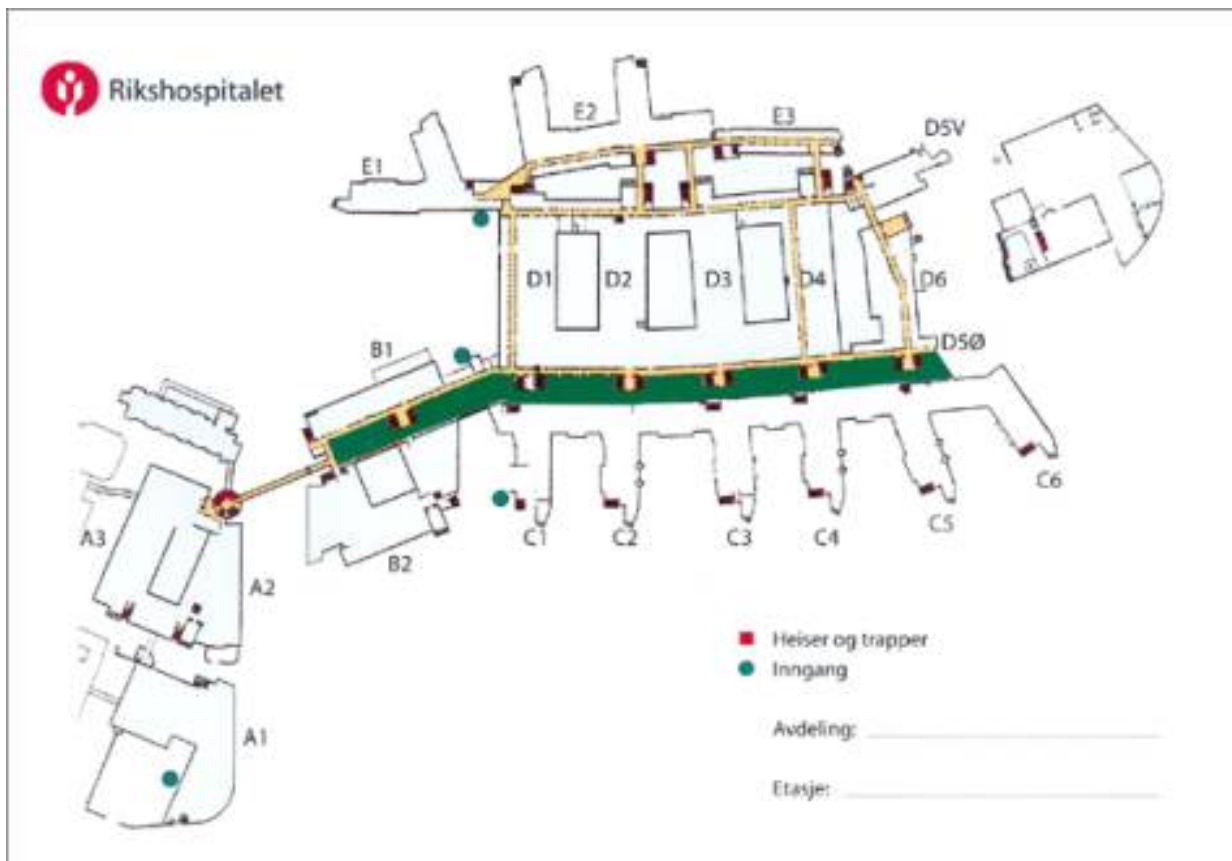 Rikshospitalet
E2
E3
D5V
E1
D1
D2
D3
D4
D6
D5Ø
B1
C6
A3
C1
C2
C3
C4
C5
B2
A2
Heiser og trapper
Inngang
Avdeling:
A1
Etasje: